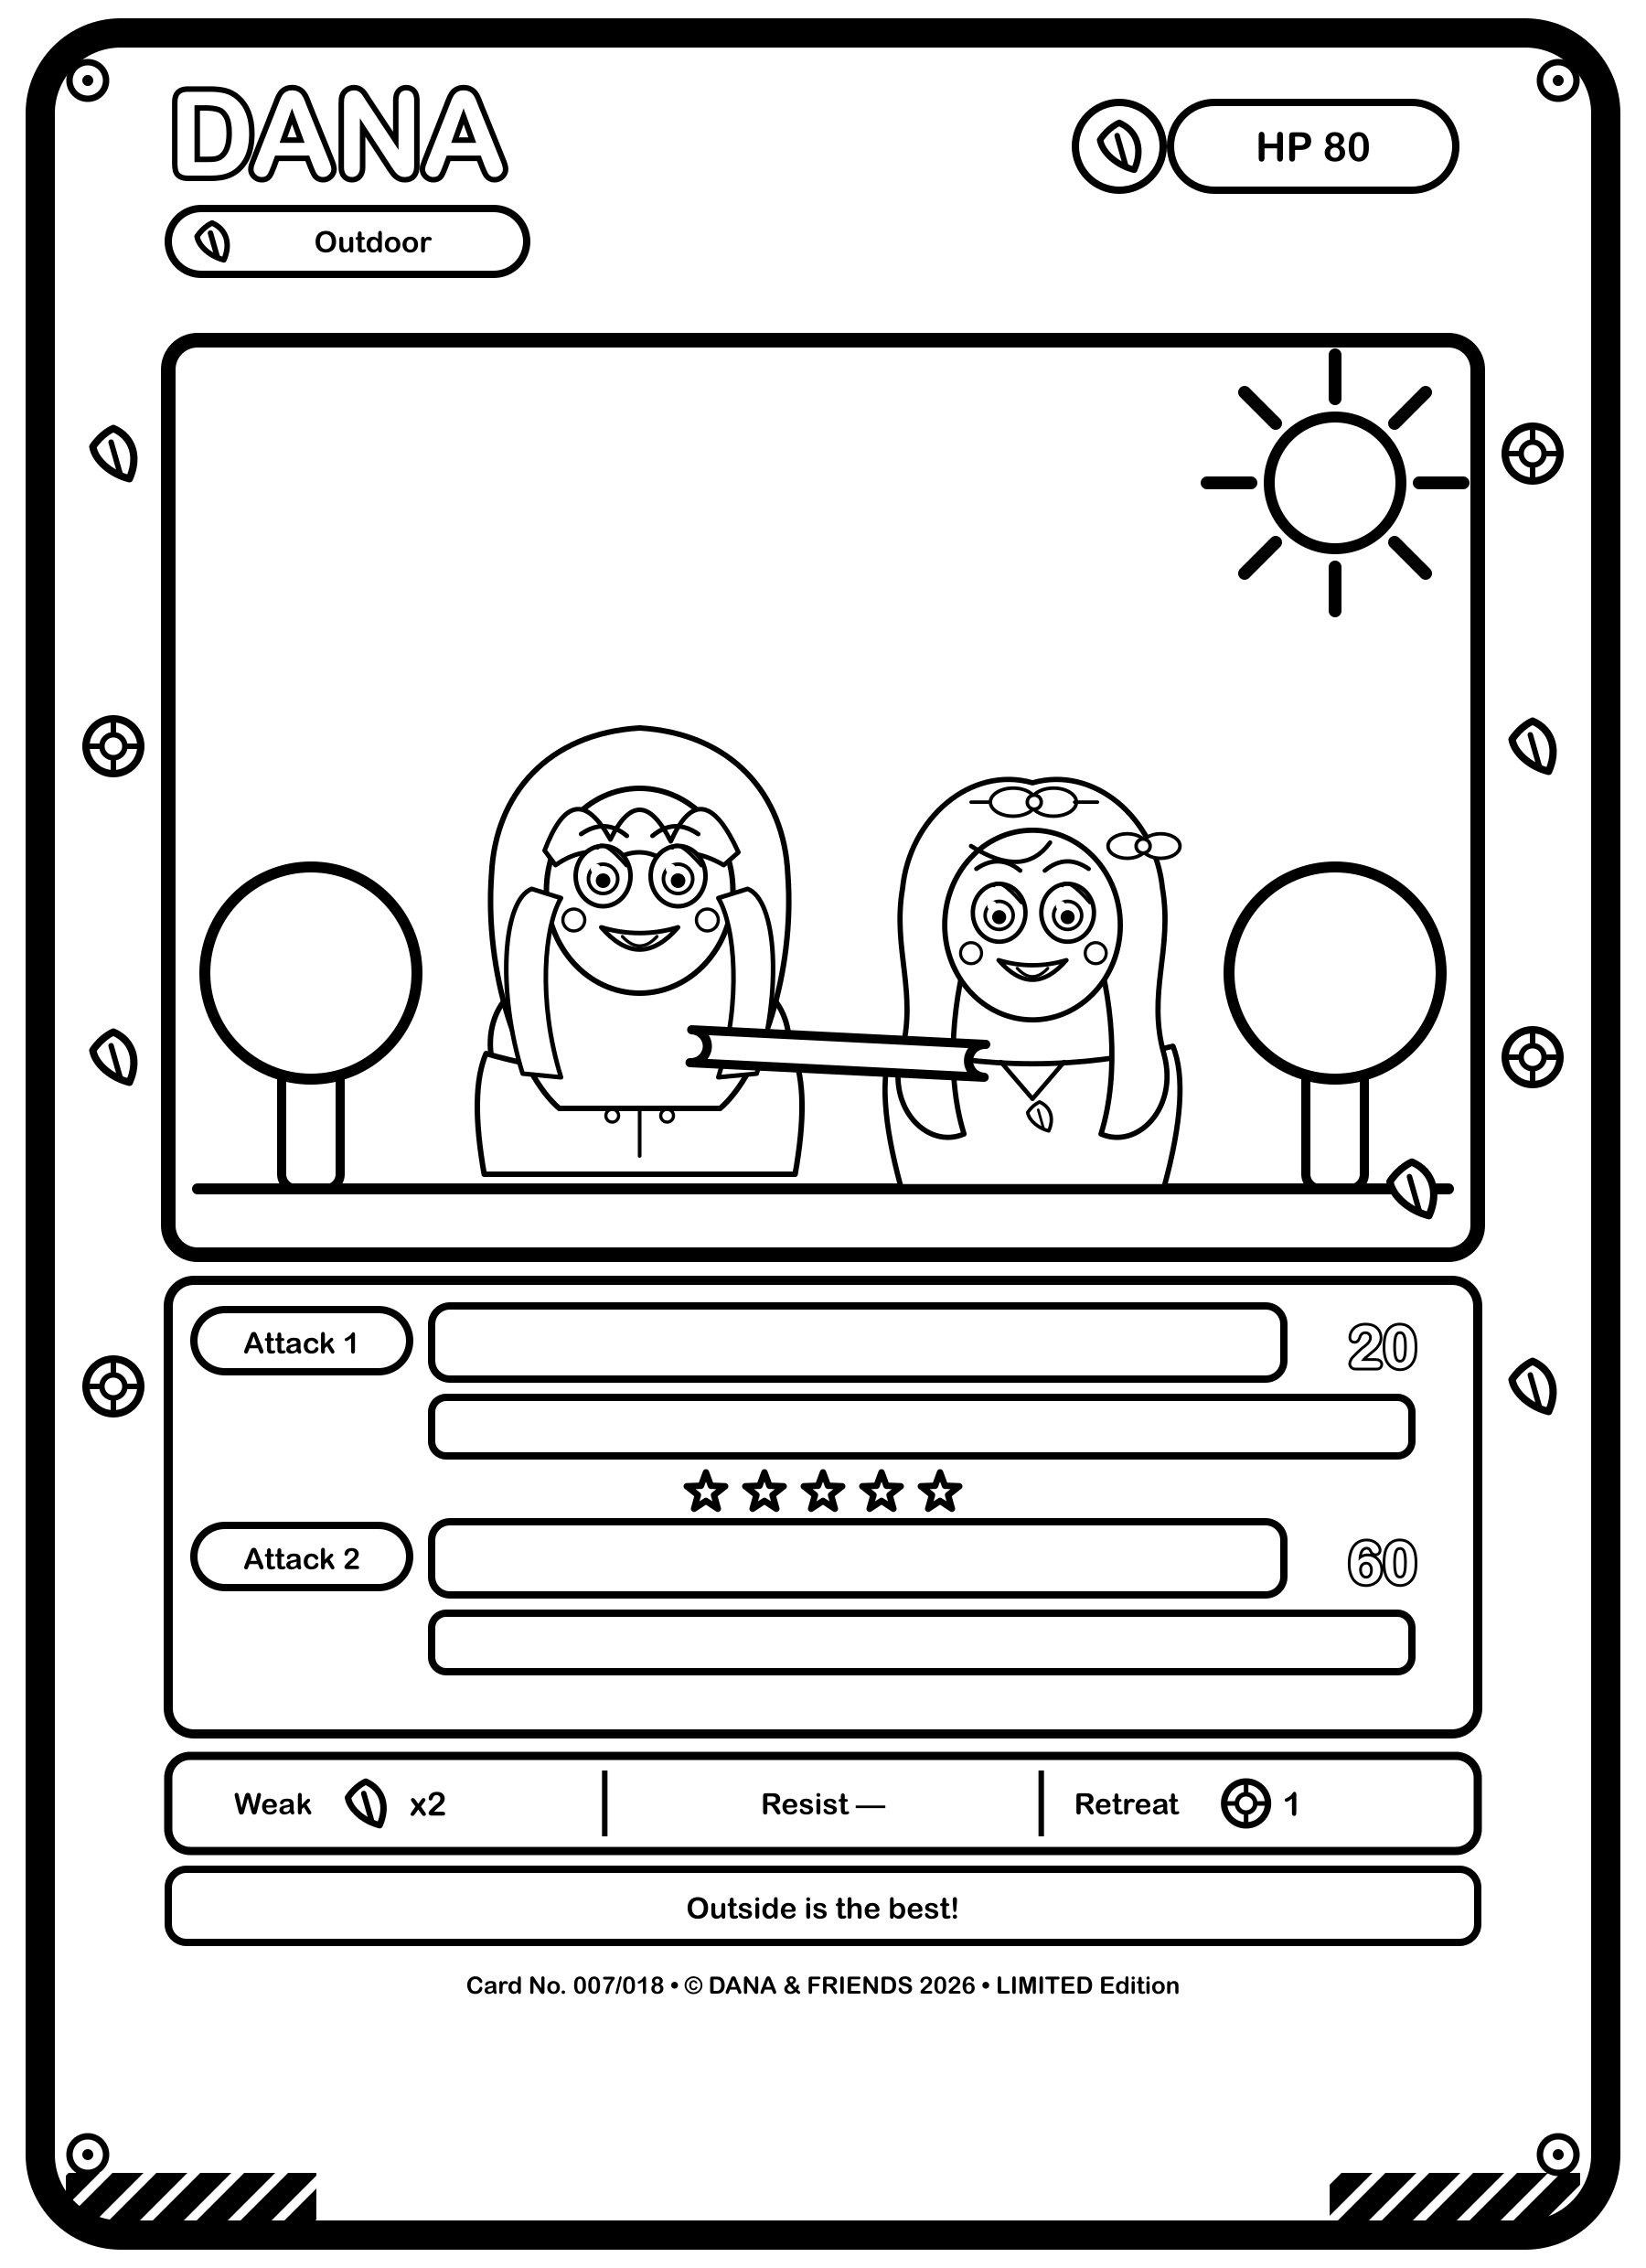 DANA
HP 80
Outdoor
Attack 1
20
Attack 2
60
Weak x2
Resist —
Retreat 1
Outside is the best!
Card No. 007/018 • © DANA & FRIENDS 2026 • LIMITED Edition